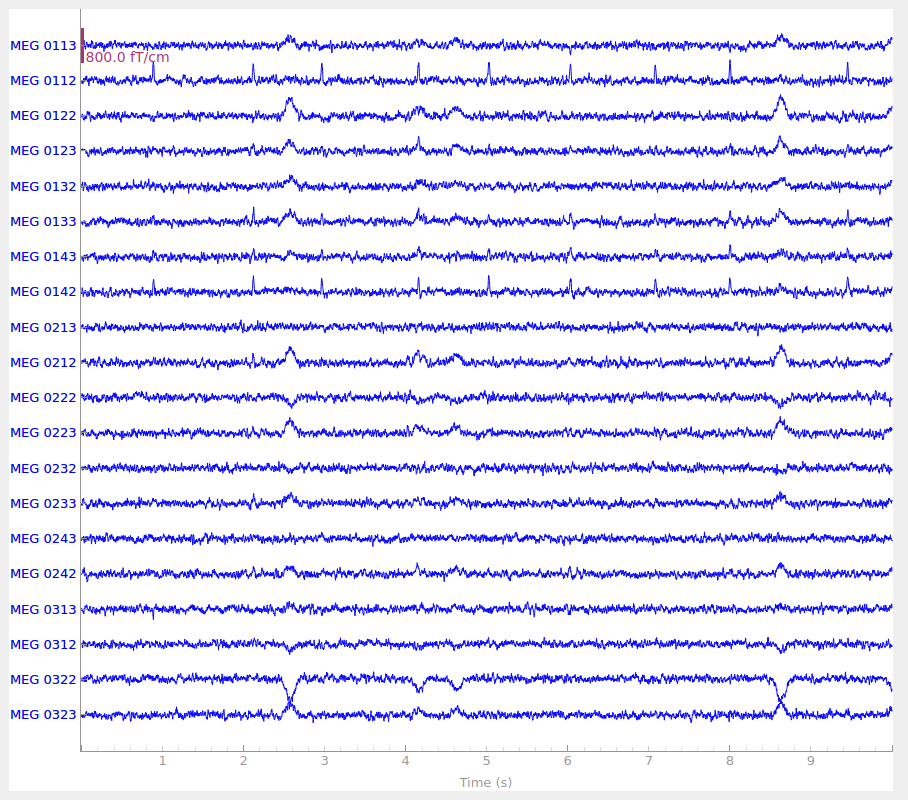 MEG 0113
800.0 fT/cm
MEG 0112
MEG 0122
MEG 0123
MEG 0132
MEG 0133
MEG 0143
MEG 0142
MEG 0213
MEG 0212
MEG 0222
MEG 0223
MEG 0232
MEG 0233
MEG 0243
MEG 0242
MEG 0313
MEG 0312
MEG 0322
MEG 0323
1 2 3 4 5 6 7 8 9
Time (s)